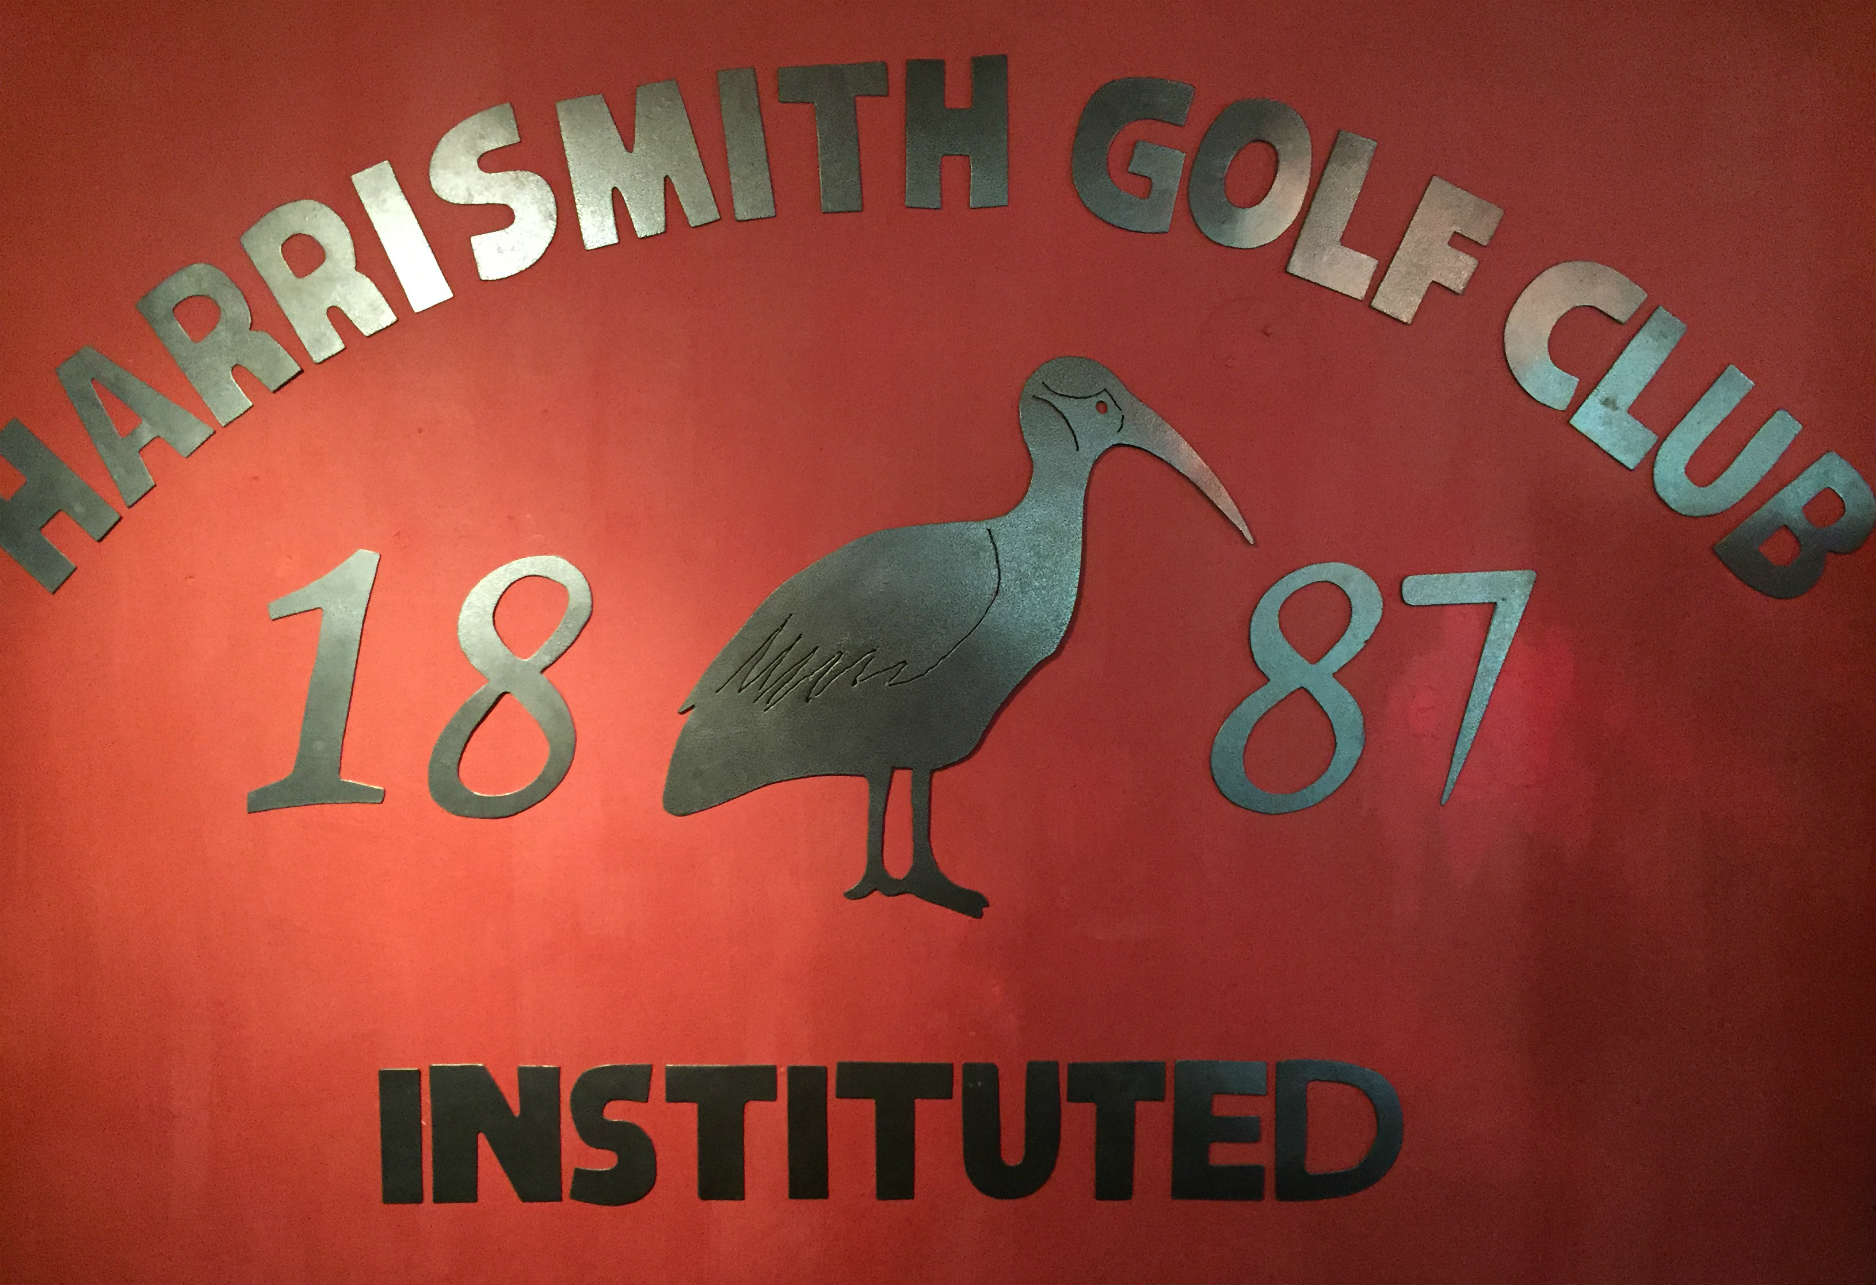 HARRISMITH GOLF CLUB
18 87
INSTITUTED